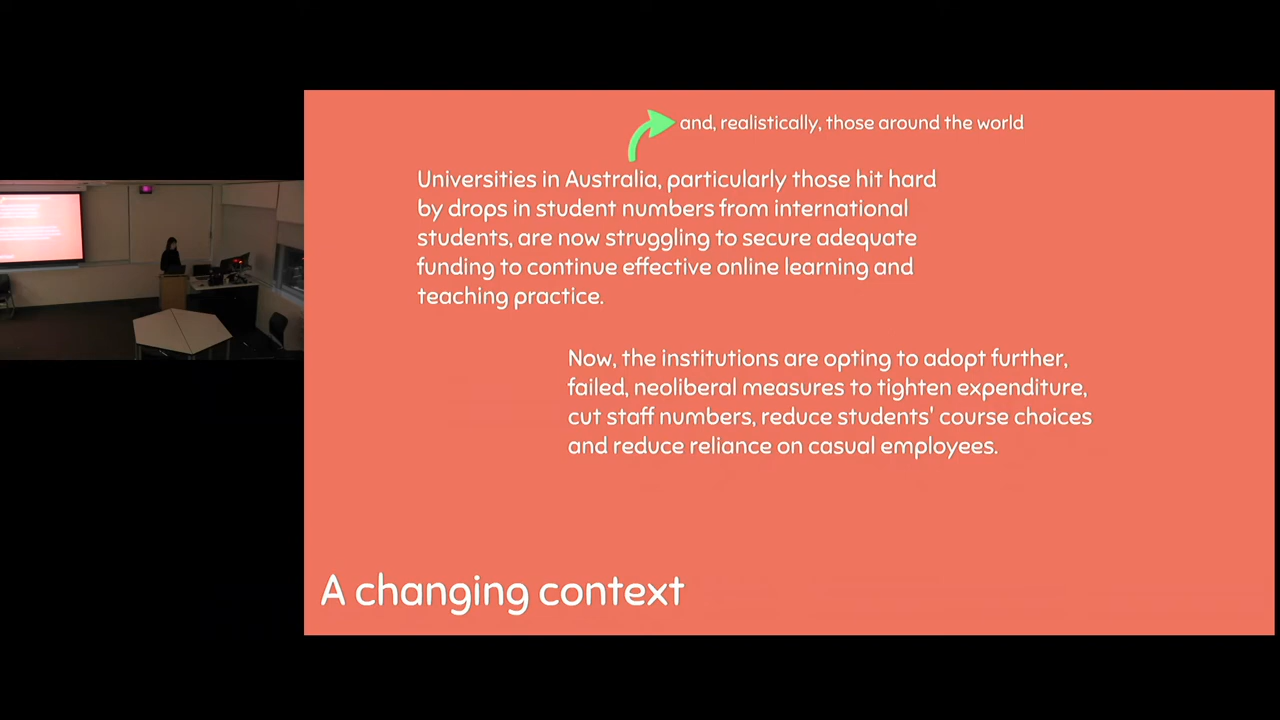 and, realistically, those around the world
Universities in Australia, particularly those hit hard
by drops in student numbers from international
students, are now struggling to secure adequate
funding to continue effective online learning and
teaching practice.
Now, the institutions are opting to adopt further,
failed, neoliberal measures to tighten expenditure,
cut staff numbers, reduce students' course choices
and reduce reliance on casual employees.
A changing context